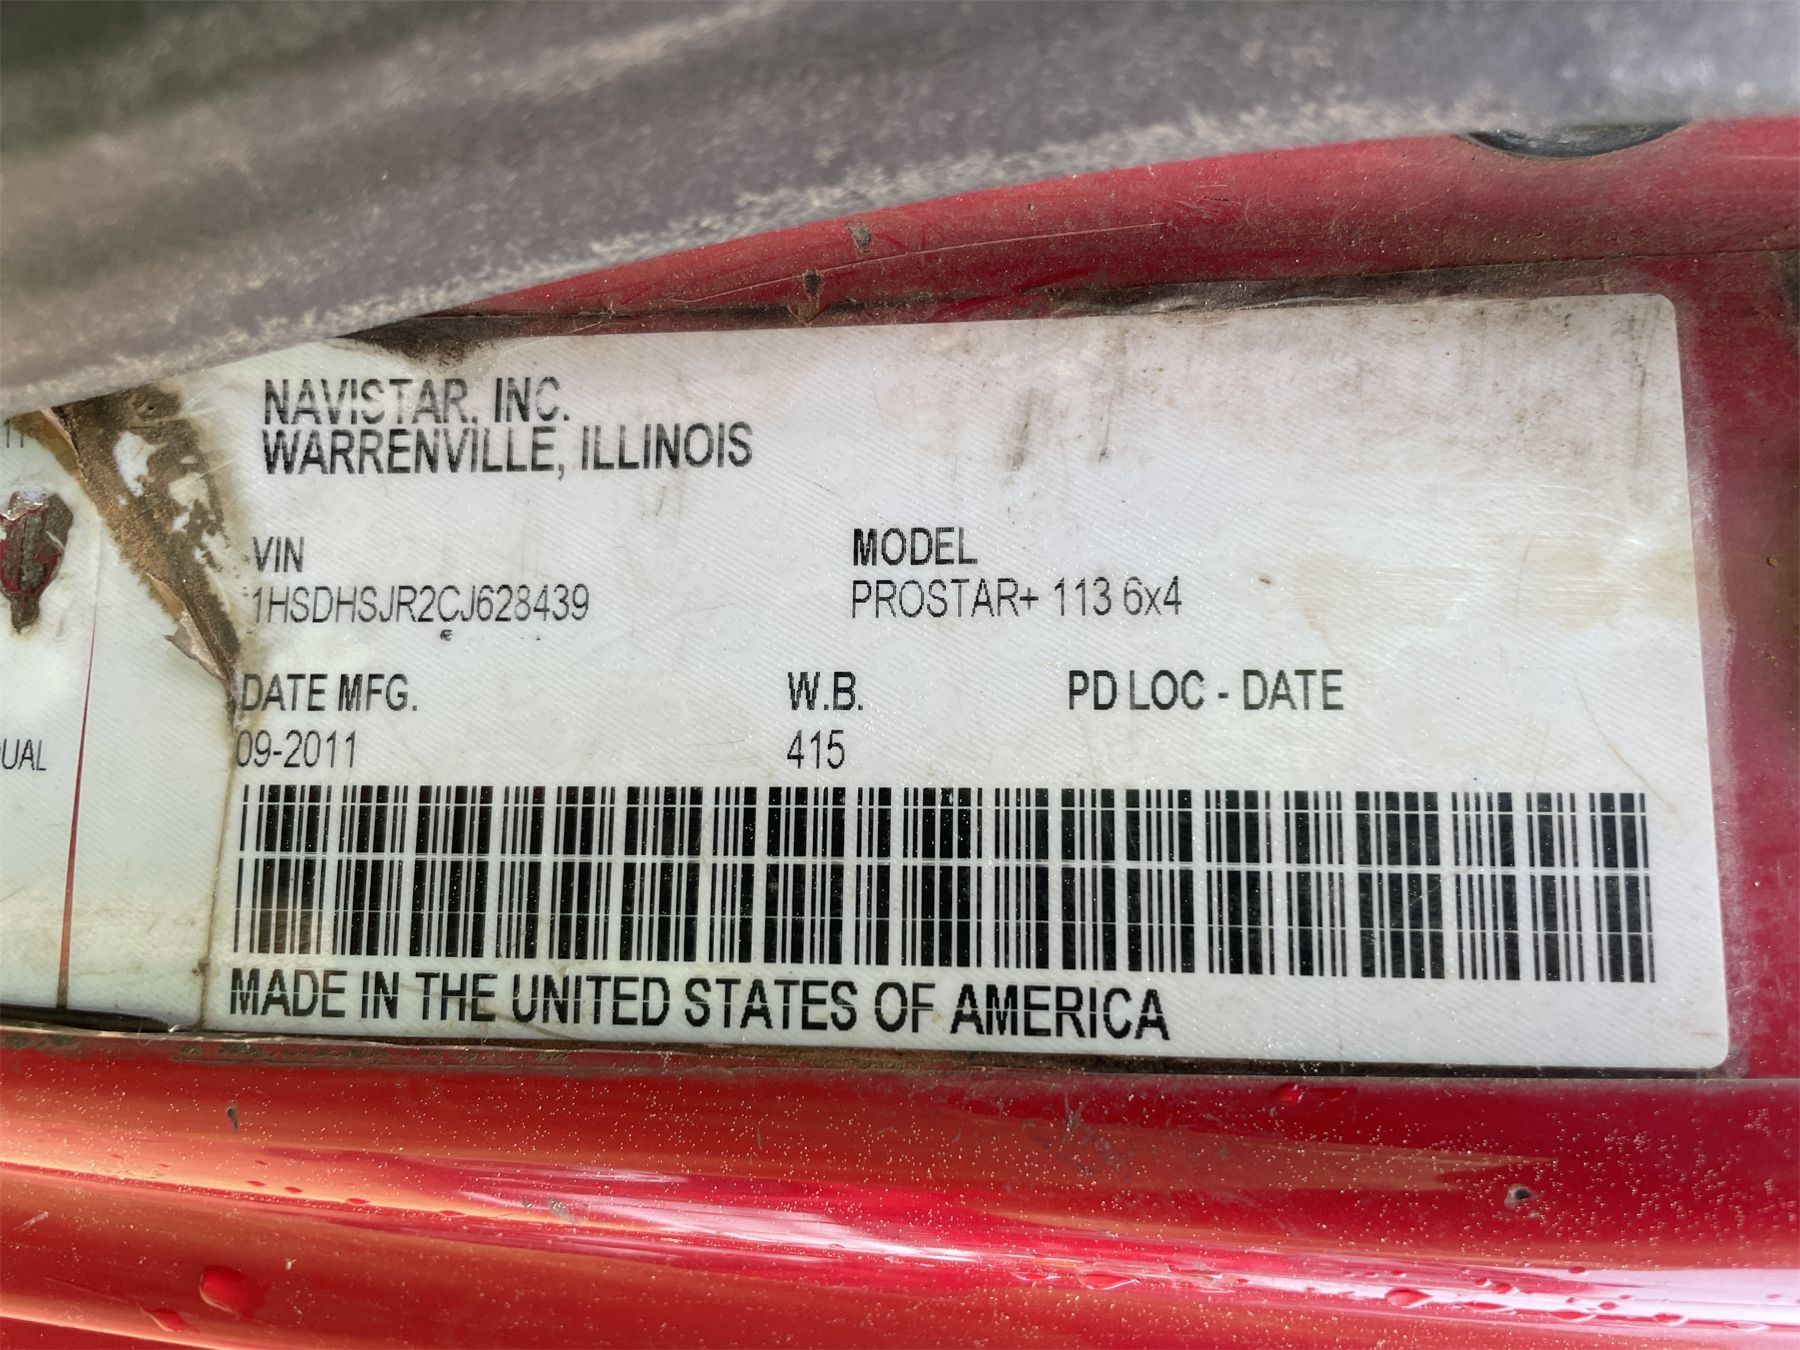 NAVISTAR, INC.
WARRENVILLE, ILLINOIS
VIN MODEL
1HSDHSJR2CJ628439 PROSTAR+ 113 6x4
DATE MFG. W.B. PD LOC - DATE
09-2011 415
MADE IN THE UNITED STATES OF AMERICA